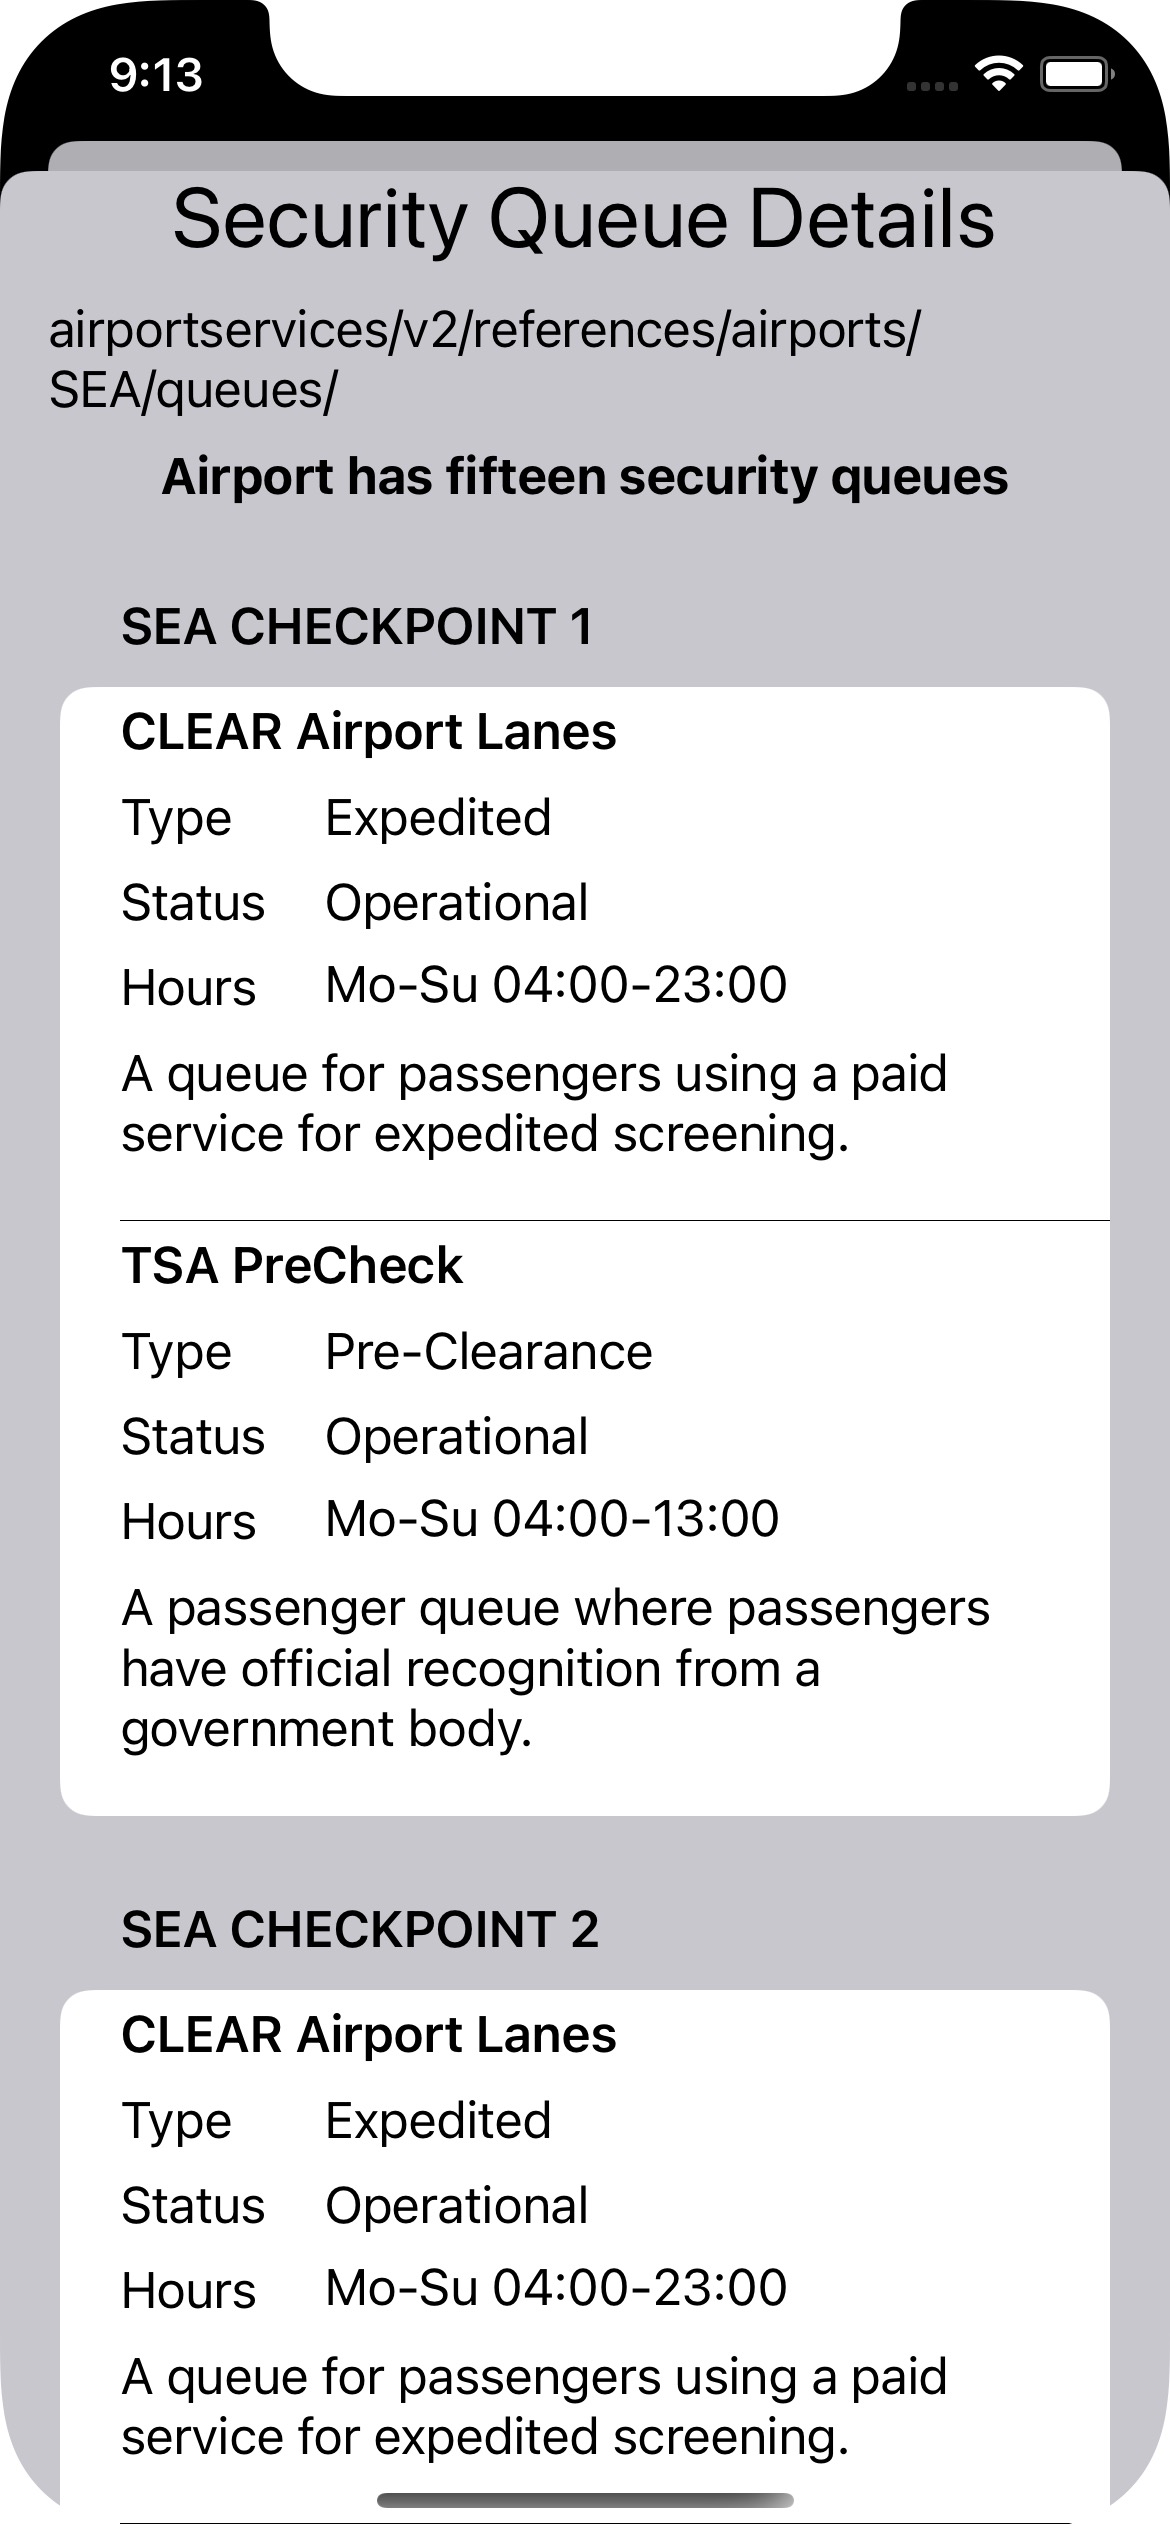 9:13
Security Queue Details
airportservices/v2/references/airports/
SEA/queues/
Airport has fifteen security queues
SEA CHECKPOINT 1
CLEAR Airport Lanes
Type Expedited
Status Operational
Hours Mo-Su 04:00-23:00
A queue for passengers using a paid
service for expedited screening.
TSA PreCheck
Type Pre-Clearance
Status Operational
Hours Mo-Su 04:00-13:00
A passenger queue where passengers
have official recognition from a
government body.
SEA CHECKPOINT 2
CLEAR Airport Lanes
Type Expedited
Status Operational
Hours Mo-Su 04:00-23:00
A queue for passengers using a paid
service for expedited screening.